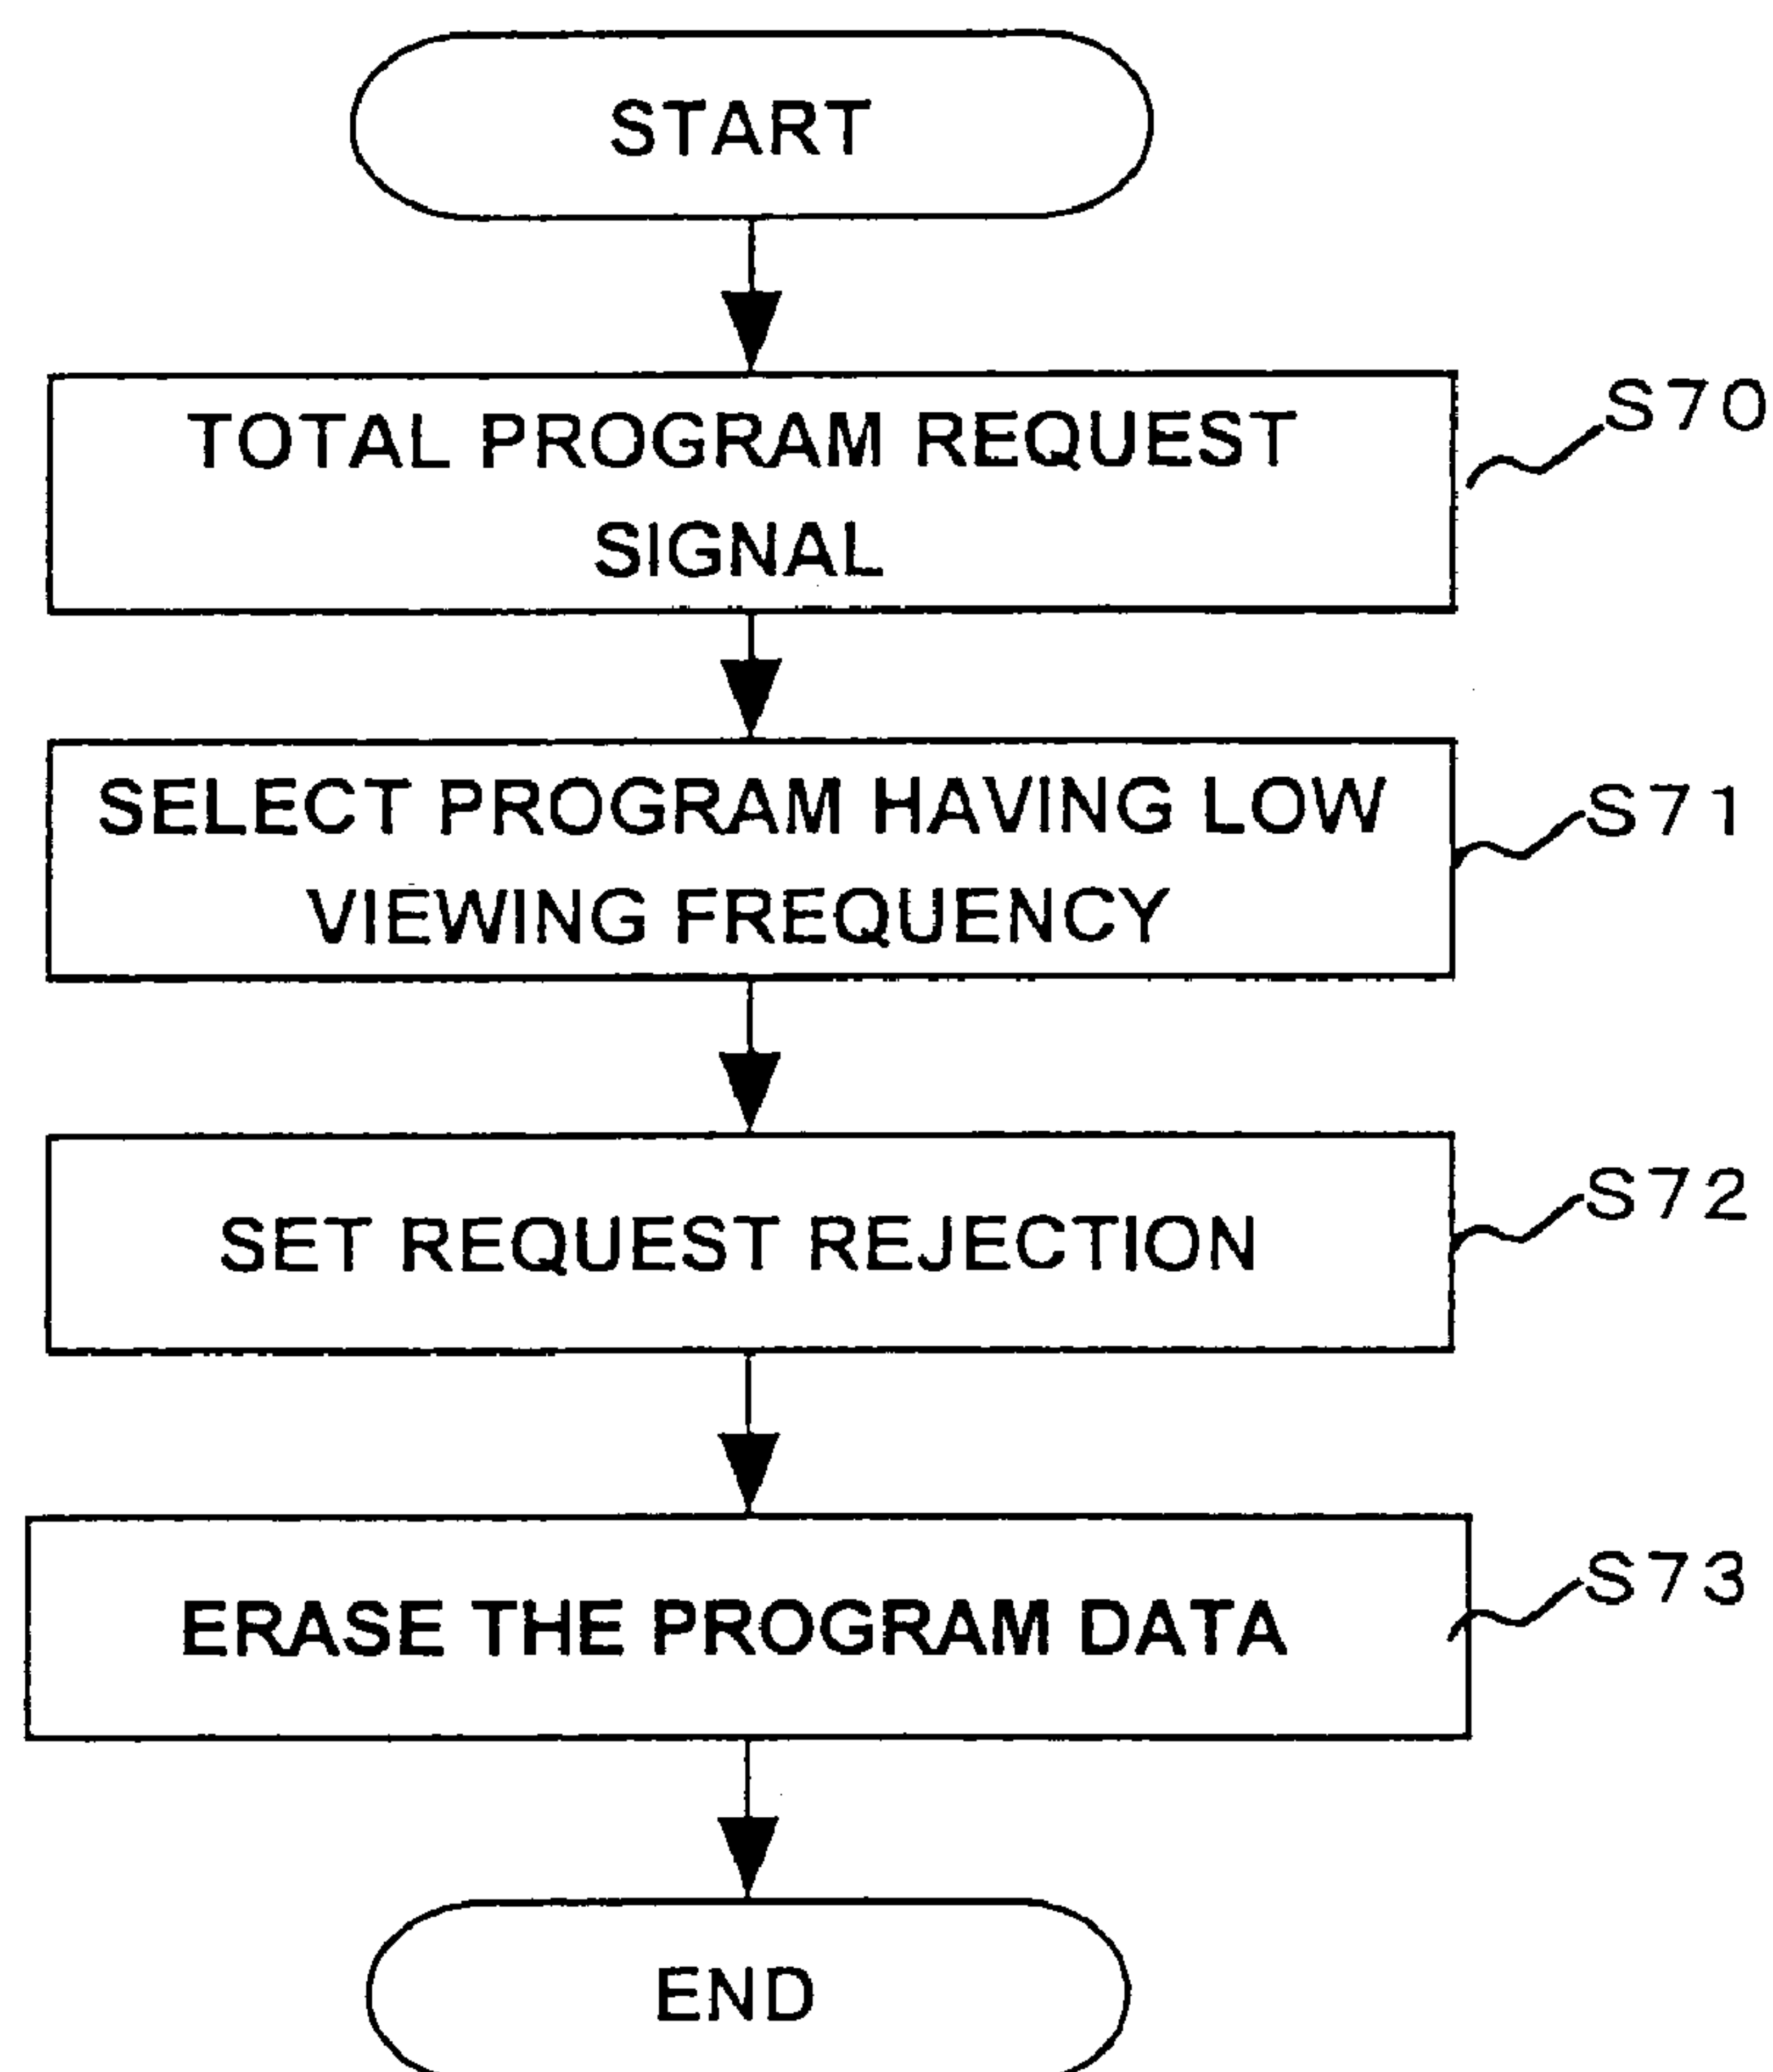 START
TOTAL PROGRAM REQUEST
SIGNAL
S70
SELECT PROGRAM HAVING LOW
VIEWING FREQUENCY
S71
SET REQUEST REJECTION
S72
ERASE THE PROGRAM DATA
S73
END